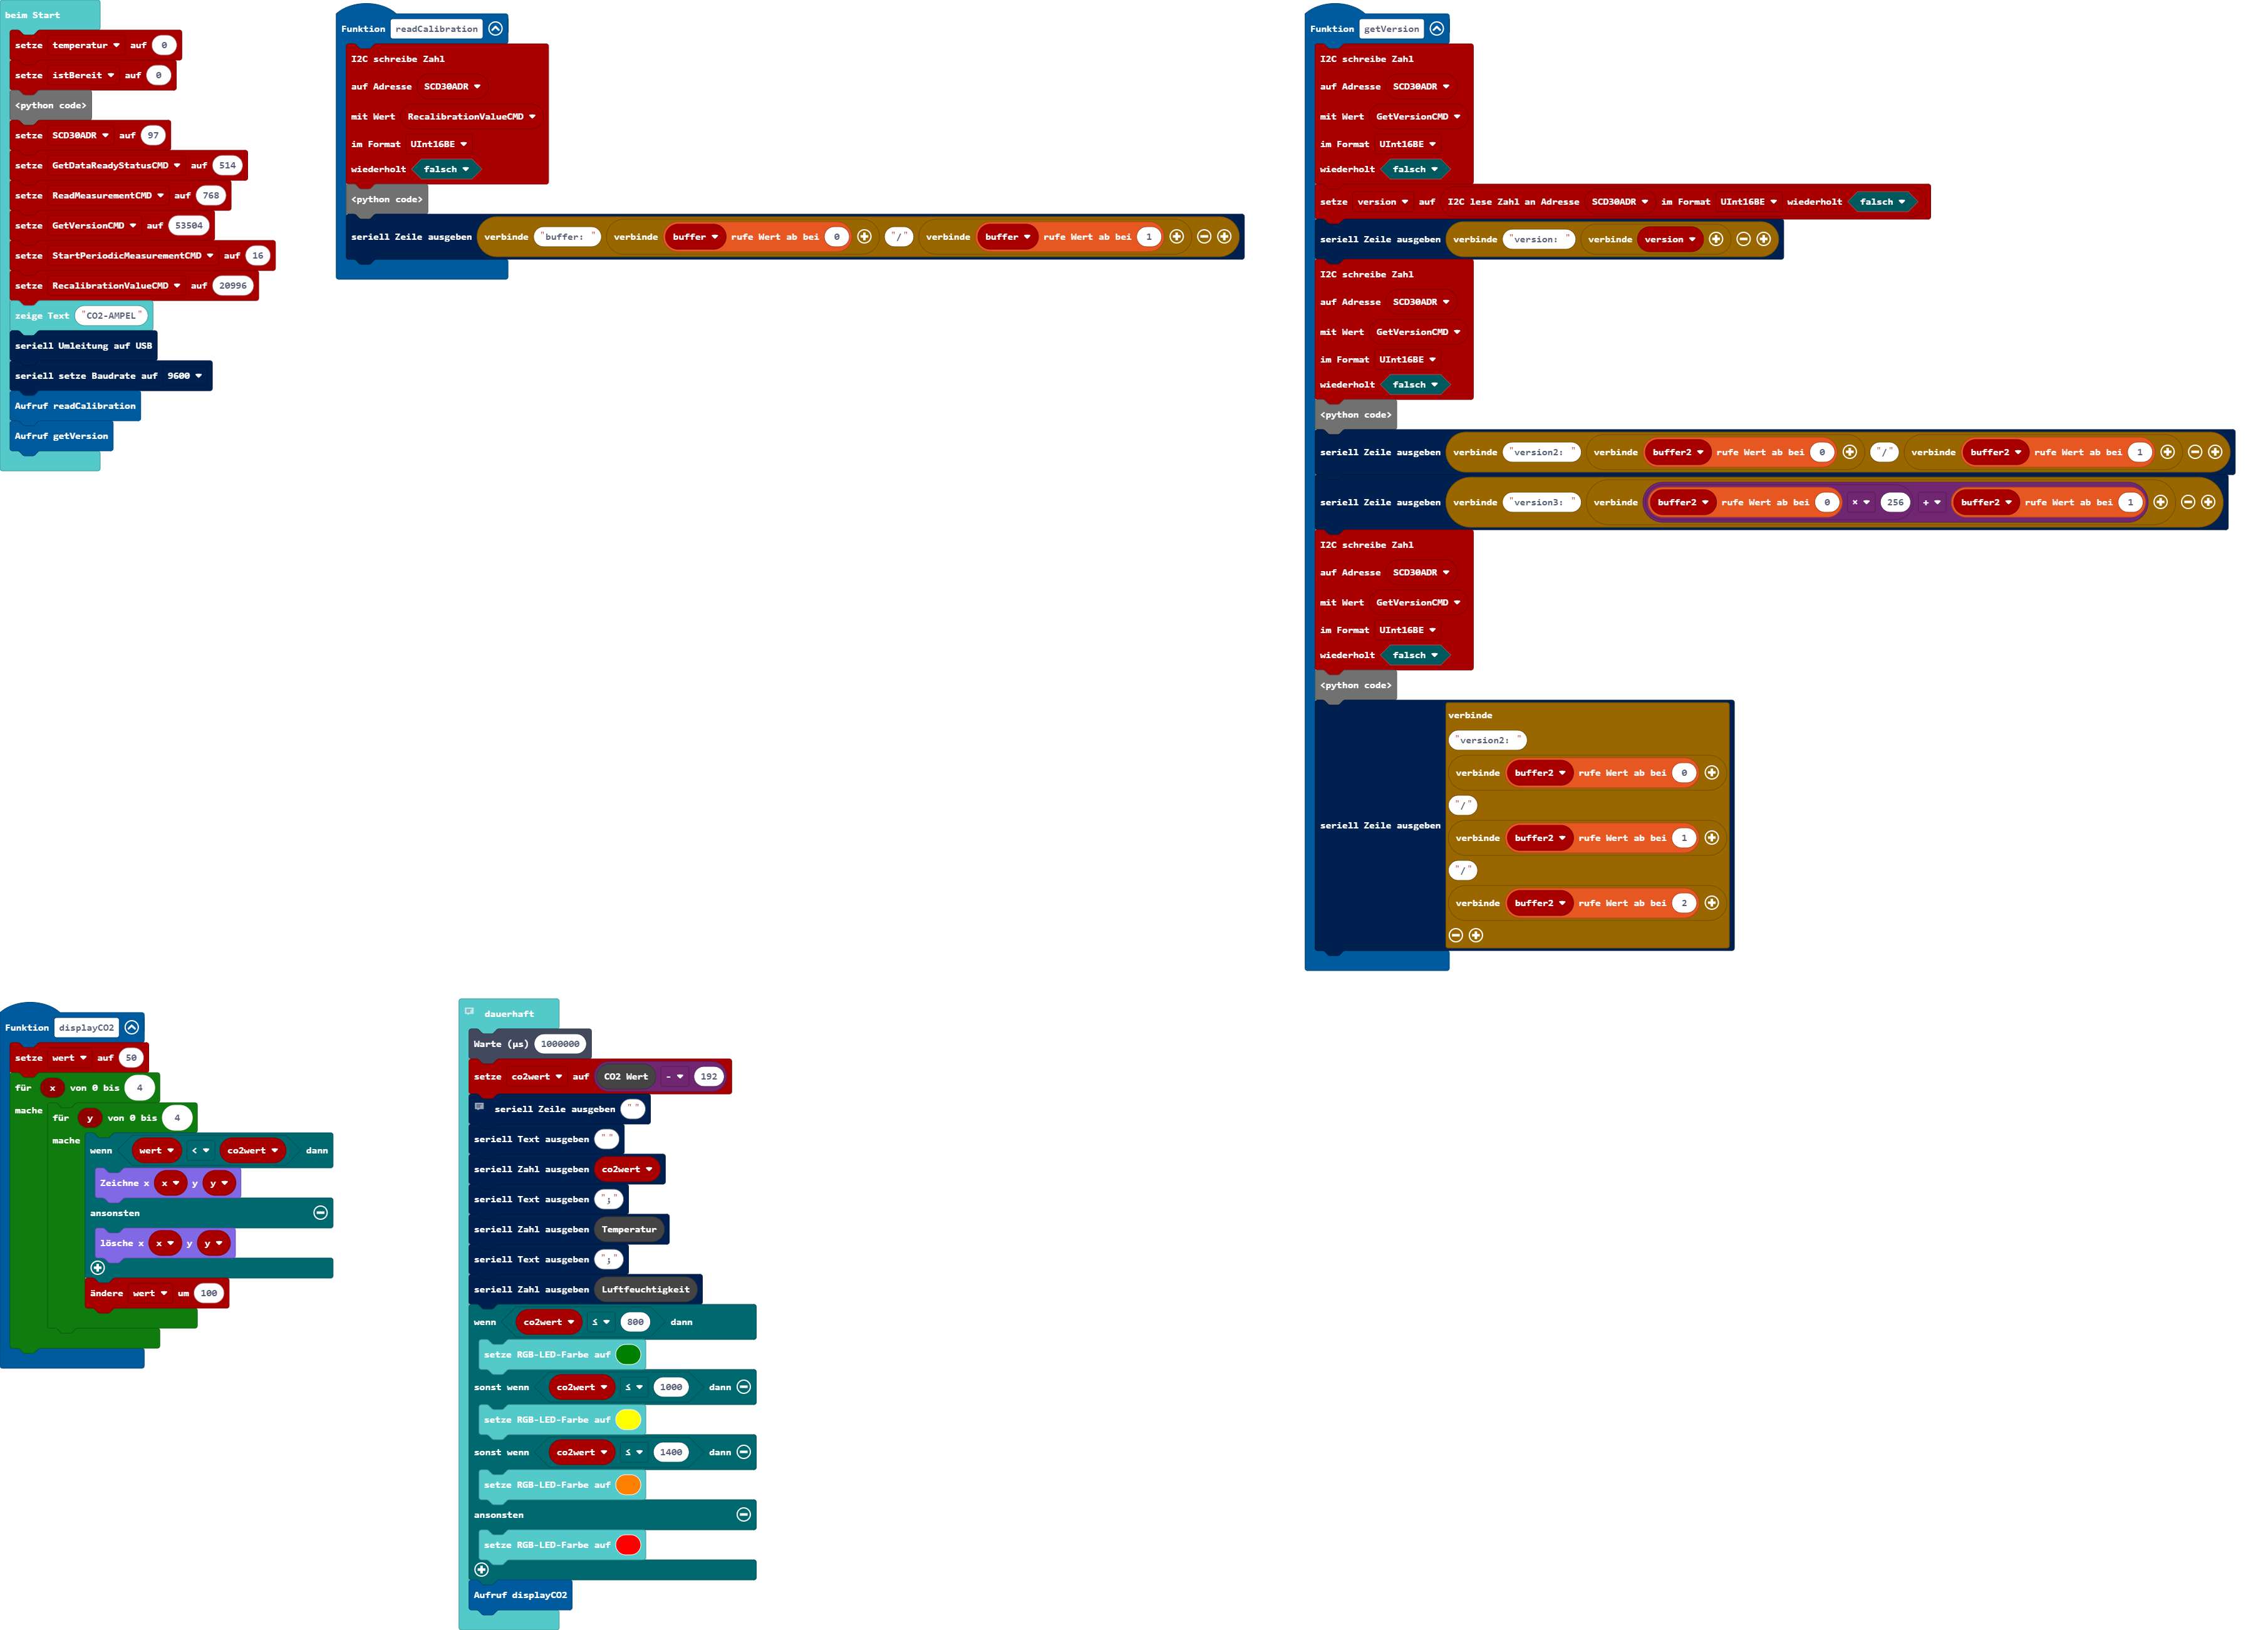 beim Start
setze temperatur auf 0
setze istBereit auf 0
<python code>
setze SCD30ADR auf 97
setze GetDataReadyStatusCMD auf 514
setze ReadMeasurementCMD auf 768
setze GetVersionCMD auf 53504
setze StartPeriodicMeasurementCMD auf 16
setze RecalibrationValueCMD auf 20996
zeige Text "CO2-AMPEL"
seriell Umleitung auf USB
seriell setze Baudrate auf 9600
Aufruf readCalibration
Aufruf getVersion
Funktion readCalibration
I2C schreibe Zahl
auf Adresse SCD30ADR
mit Wert RecalibrationValueCMD
im Format UInt16BE
wiederholt falsch
<python code>
seriell Zeile ausgeben verbinde "buffer: " verbinde buffer rufe Wert ab bei 0 "/" verbinde buffer rufe Wert ab bei 1
Funktion getVersion
I2C schreibe Zahl
auf Adresse SCD30ADR
mit Wert GetVersionCMD
im Format UInt16BE
wiederholt falsch
setze version auf I2C lese Zahl an Adresse SCD30ADR im Format UInt16BE wiederholt falsch
seriell Zeile ausgeben verbinde "version: " verbinde version
I2C schreibe Zahl
auf Adresse SCD30ADR
mit Wert GetVersionCMD
im Format UInt16BE
wiederholt falsch
<python code>
seriell Zeile ausgeben verbinde "version2: " verbinde buffer2 rufe Wert ab bei 0 "/" verbinde buffer2 rufe Wert ab bei 1
seriell Zeile ausgeben verbinde "version3: " verbinde buffer2 rufe Wert ab bei 0 × 256 + buffer2 rufe Wert ab bei 1
I2C schreibe Zahl
auf Adresse SCD30ADR
mit Wert GetVersionCMD
im Format UInt16BE
wiederholt falsch
<python code>
seriell Zeile ausgeben
verbinde
"version2: "
verbinde buffer2 rufe Wert ab bei 0
"/"
verbinde buffer2 rufe Wert ab bei 1
"/"
verbinde buffer2 rufe Wert ab bei 2
Funktion displayCO2
setze wert auf 50
für x von 0 bis 4
mache
für y von 0 bis 4
mache
wenn wert < co2wert dann
Zeichne x x y y
ansonsten
lösche x x y y
ändere wert um 100
dauerhaft
Warte (µs) 1000000
setze co2wert auf CO2 Wert - 192
seriell Zeile ausgeben " "
seriell Text ausgeben " "
seriell Zahl ausgeben co2wert
seriell Text ausgeben ";"
seriell Zahl ausgeben Temperatur
seriell Text ausgeben ";"
seriell Zahl ausgeben Luftfeuchtigkeit
wenn co2wert ≤ 800 dann
setze RGB-LED-Farbe auf
sonst wenn co2wert ≤ 1000 dann
setze RGB-LED-Farbe auf
sonst wenn co2wert ≤ 1400 dann
setze RGB-LED-Farbe auf
ansonsten
setze RGB-LED-Farbe auf
Aufruf displayCO2